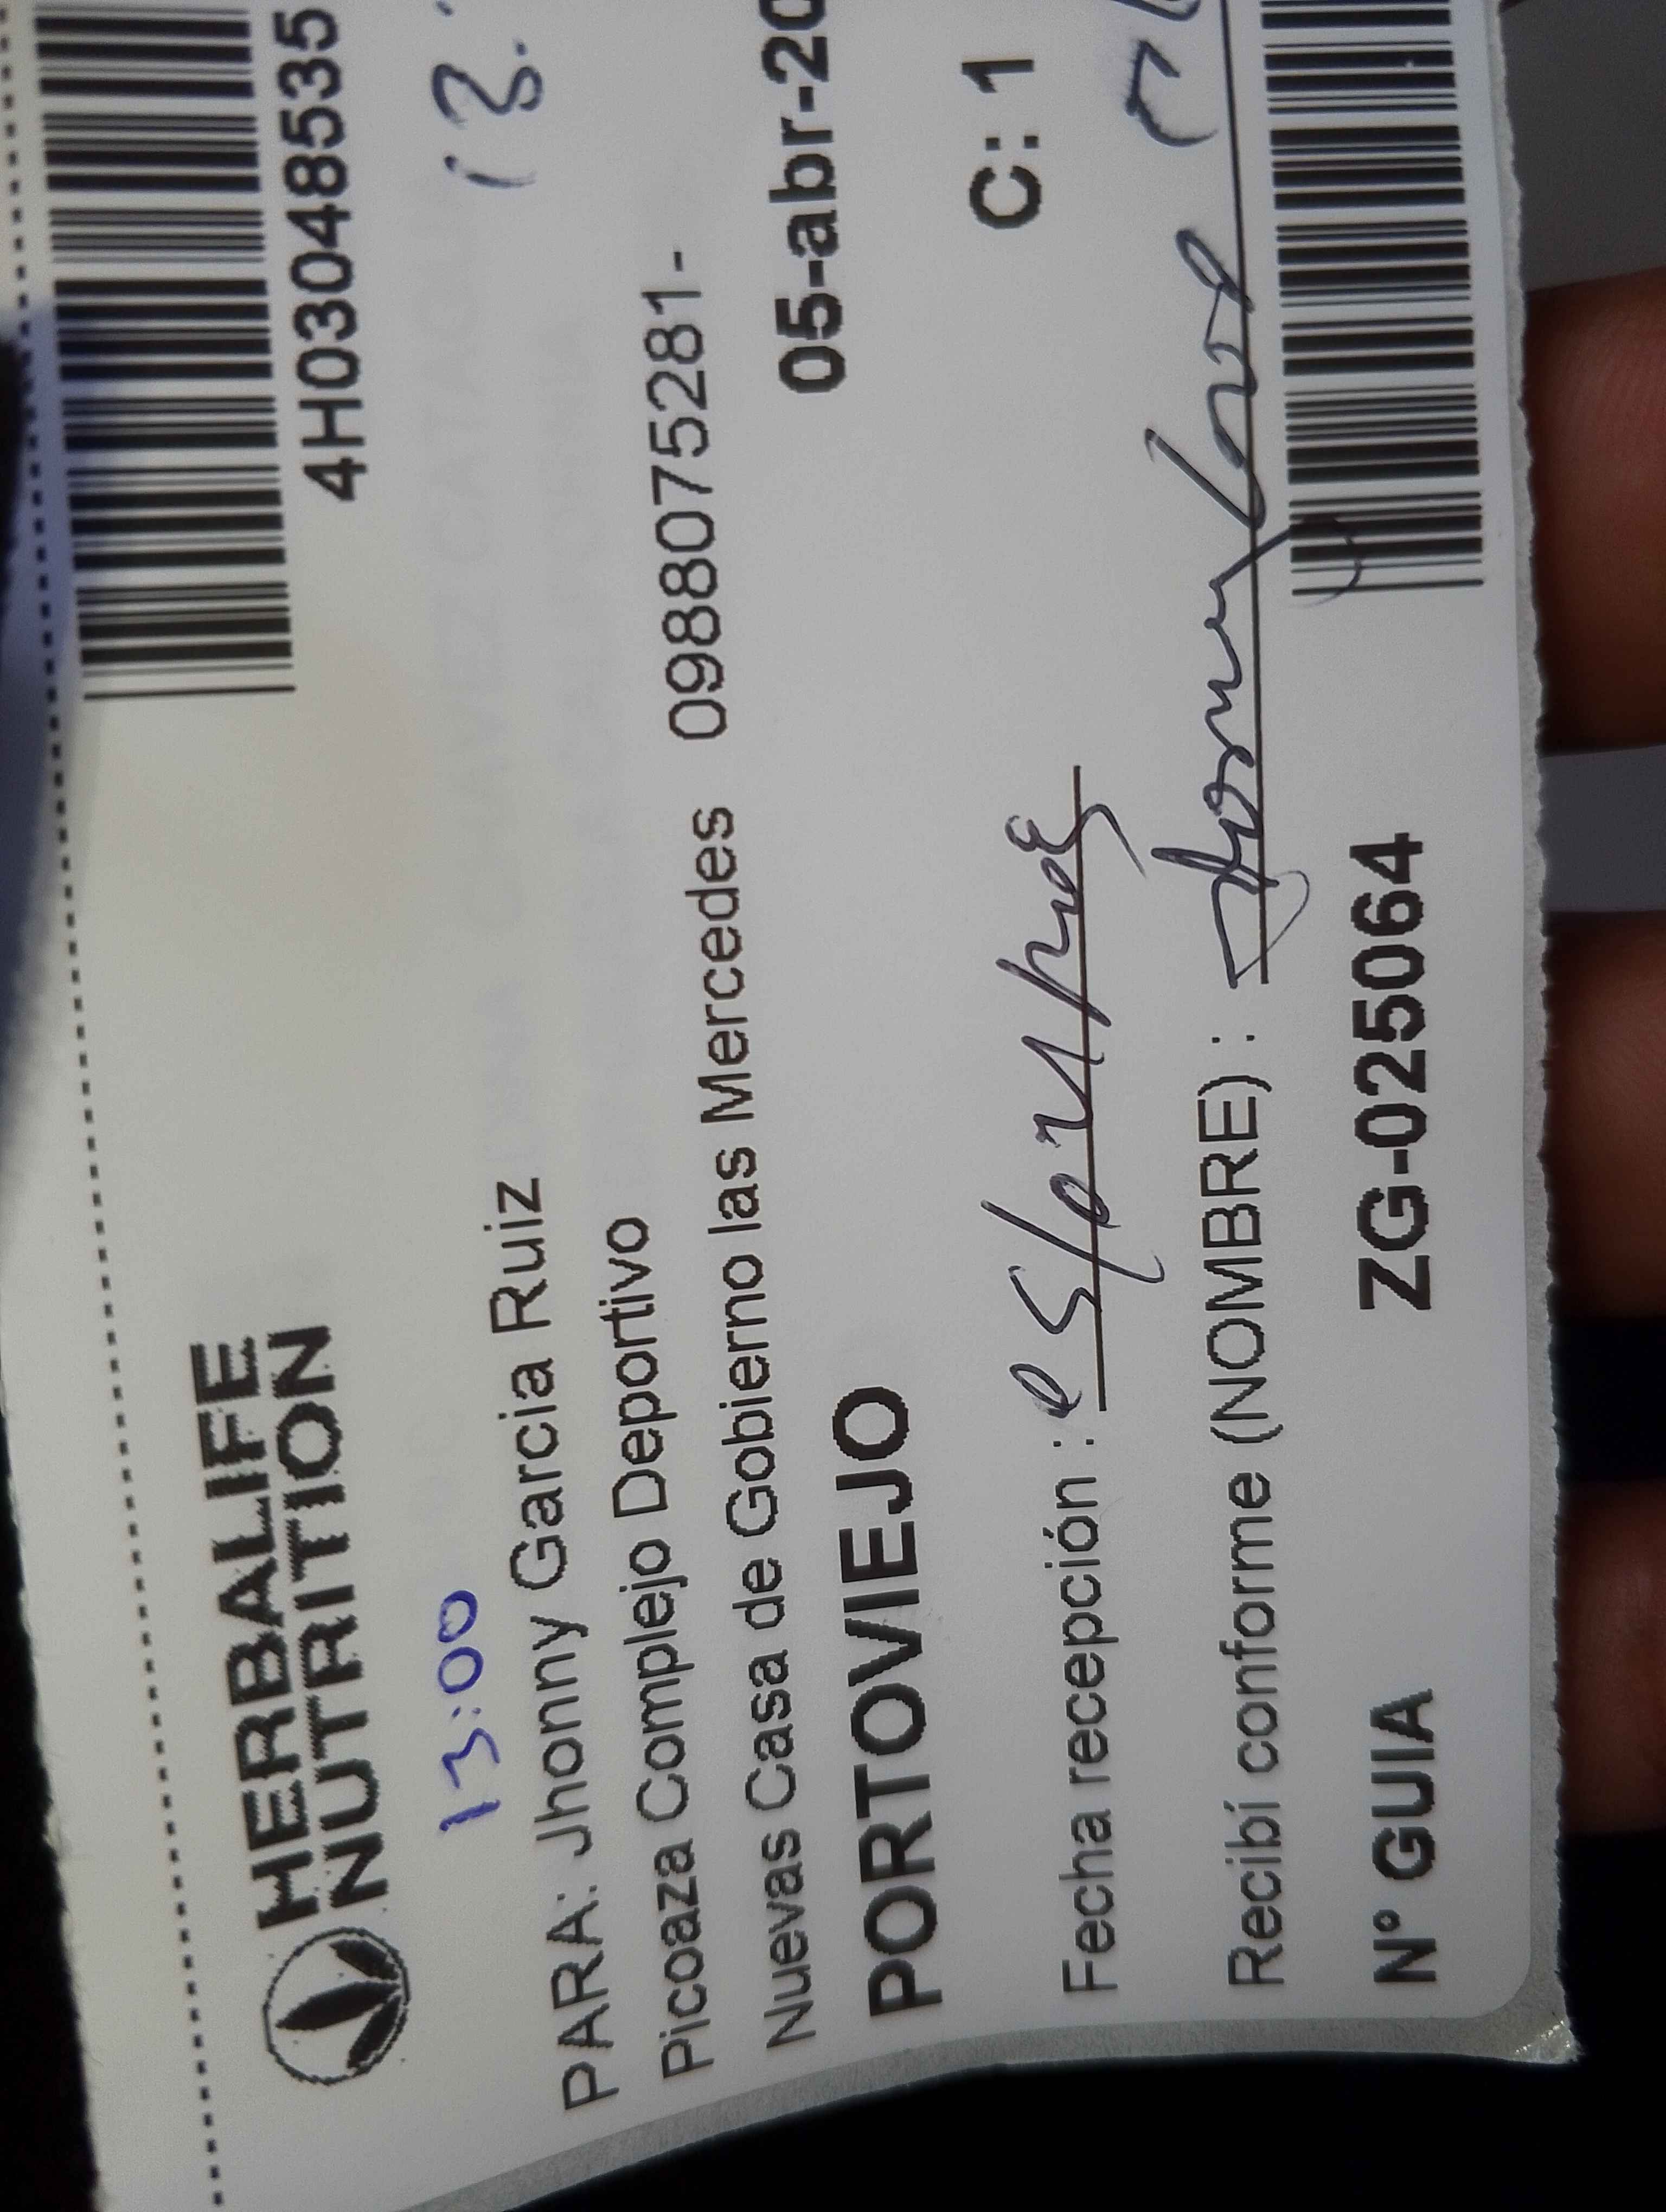 4H03048535
HERBALIFE
NUTRITION
13:00
PARA: Jhonny Garcia Ruiz
Picoaza Complejo Deportivo
Nuevas Casa de Gobierno las Mercedes 0988075281-
PORTOVIEJO 05-abr-20
C: 1
Fecha recepción :
Recibí conforme (NOMBRE) :
Nº GUIA ZG-025064